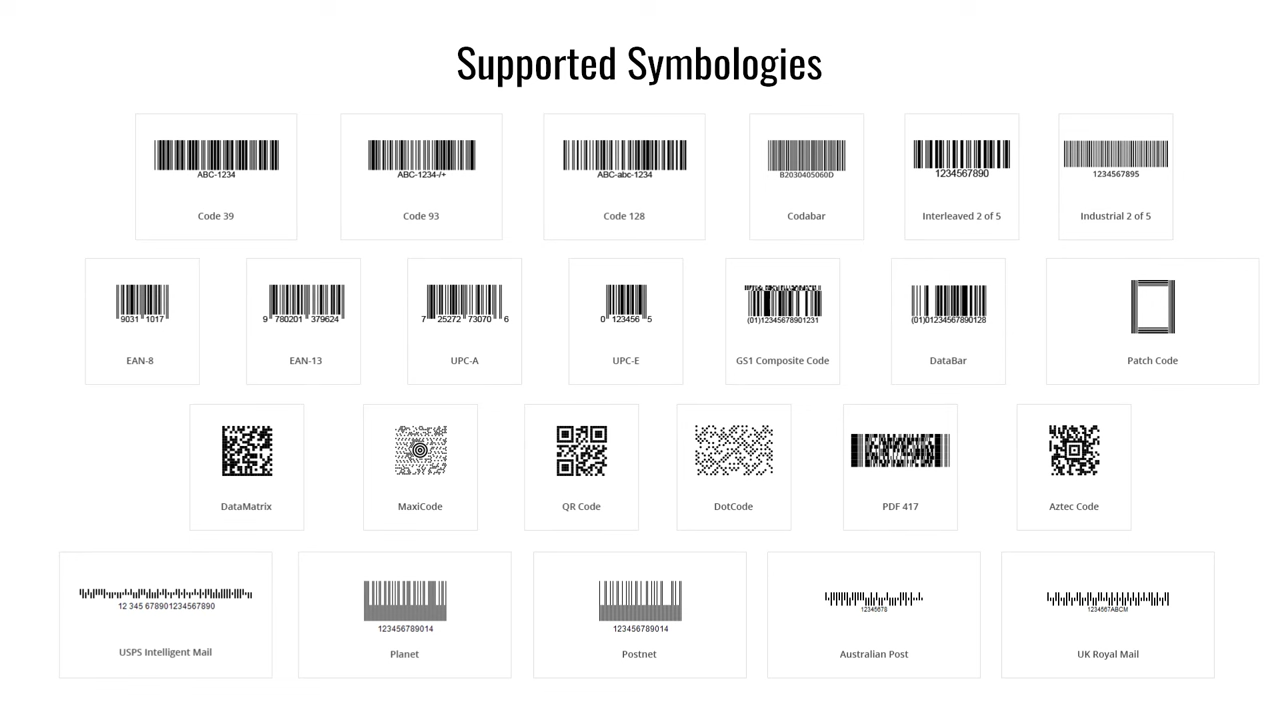 Supported Symbologies
ABC-1234
Code 39
ABC-1234-/+
Code 93
ABC-abc-1234
Code 128
B2030405060D
Codabar
1234567890
Interleaved 2 of 5
1234567895
Industrial 2 of 5
9031 1017
EAN-8
9 780201 379624
EAN-13
7 25272 73070 6
UPC-A
0 123456 5
UPC-E
(01)12345678901231
GS1 Composite Code
(01)01234567890128
DataBar
Patch Code
DataMatrix
MaxiCode
QR Code
DotCode
PDF 417
Aztec Code
12 345 678901234567890
USPS Intelligent Mail
123456789014
Planet
123456789014
Postnet
12345678
Australian Post
1234567ABCM
UK Royal Mail